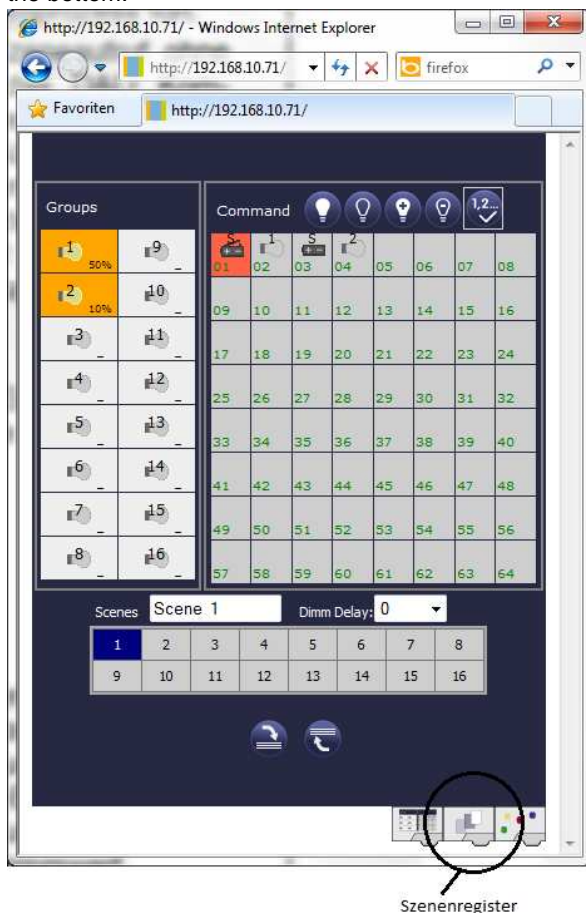 the bottom.
http://192.168.10.71/ - Windows Internet Explorer
http://192.168.10.71/ firefox
Favoriten http://192.168.10.71/
Groups
1 50% 9 _
2 10% 10 _
3 _ 11 _
4 _ 12 _
5 _ 13 _
6 _ 14 _
7 _ 15 _
8 _ 16 _
Command 1,2...
S 1 S 2
01 02 03 04 05 06 07 08
09 10 11 12 13 14 15 16
17 18 19 20 21 22 23 24
25 26 27 28 29 30 31 32
33 34 35 36 37 38 39 40
41 42 43 44 45 46 47 48
49 50 51 52 53 54 55 56
57 58 59 60 61 62 63 64
Scenes Scene 1 Dimm Delay: 0
1 2 3 4 5 6 7 8
9 10 11 12 13 14 15 16
Szenenregister